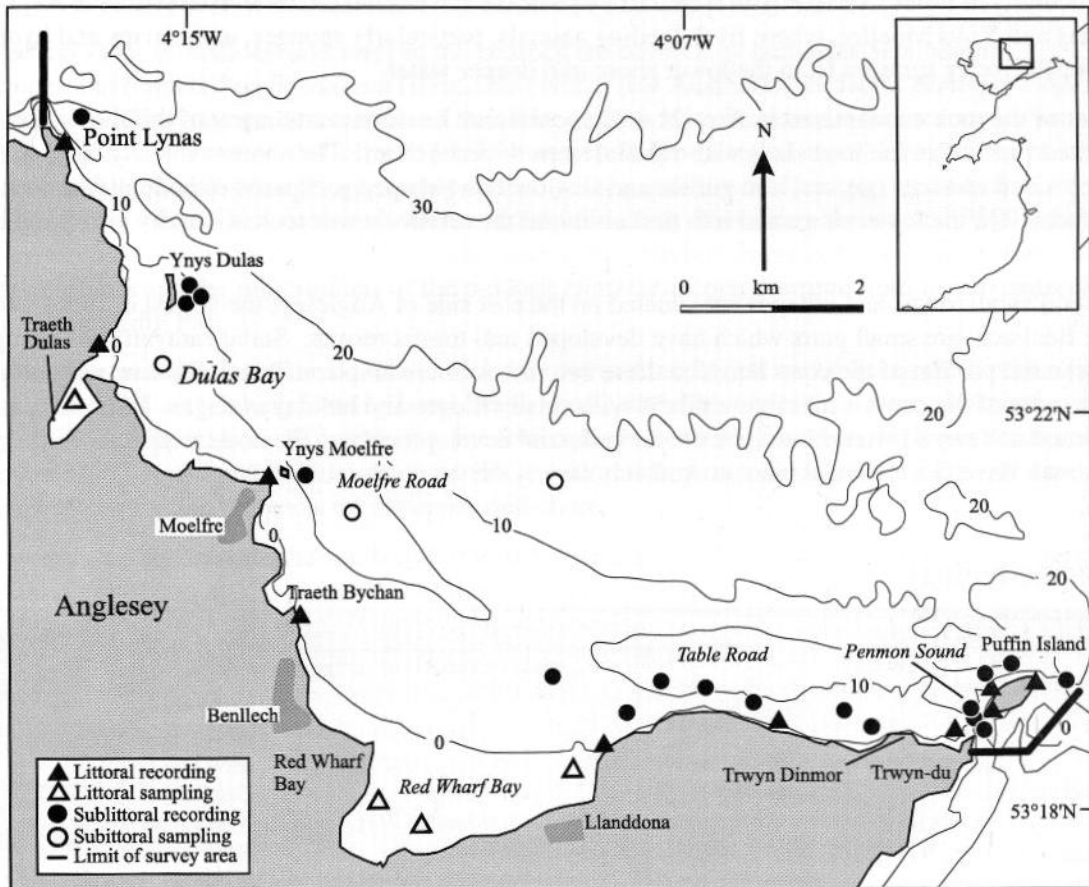 4°15'W
4°07'W
Point Lynas
10
30
N
0 km 2
Ynys Dulas
Traeth
Dulas
0
20
Dulas Bay
20
53°22'N
Ynys Moelfre
Moelfre Road
10
20
Moelfre
0
20
Anglesey
Traeth Bychan
Puffin Island
Table Road
Penmon Sound
10
Benllech
0
0
Red Wharf
Bay
Red Wharf Bay
Trwyn Dinmor
Trwyn-du
Llanddona
53°18'N
Littoral recording
Littoral sampling
Sublittoral recording
Subittoral sampling
Limit of survey area